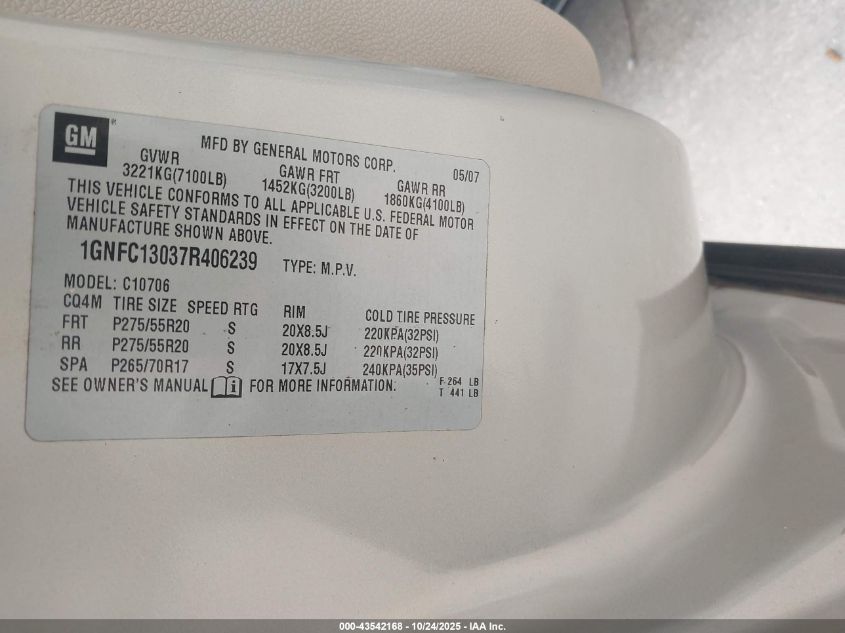 GM
MFD BY GENERAL MOTORS CORP. 05/07
GVWR GAWR FRT GAWR RR
3221KG(7100LB) 1452KG(3200LB) 1860KG(4100LB)
THIS VEHICLE CONFORMS TO ALL APPLICABLE U.S. FEDERAL MOTOR
VEHICLE SAFETY STANDARDS IN EFFECT ON THE DATE OF
MANUFACTURE SHOWN ABOVE.
1GNFC13037R406239 TYPE: M.P.V.
MODEL: C10706
CQ4M TIRE SIZE SPEED RTG RIM COLD TIRE PRESSURE
FRT P275/55R20 S 20X8.5J 220KPA(32PSI)
RR P275/55R20 S 20X8.5J 220KPA(32PSI)
SPA P265/70R17 S 17X7.5J 240KPA(35PSI)
SEE OWNER'S MANUAL i FOR MORE INFORMATION. F 264 LB
T 441 LB
000-43542168 - 10/24/2025 - IAA Inc.